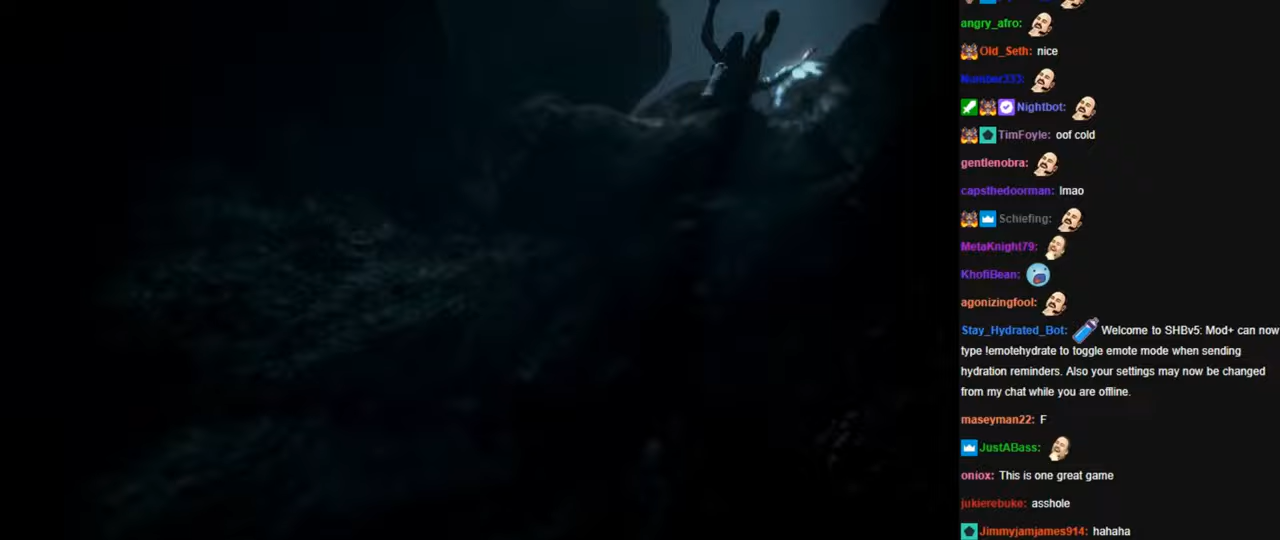 angry_afro:
Old_Seth: nice
Nightbot:
TimFoyle: oof cold
gentlenobra:
capsthedoorman: lmao
Schiefing:
MetaKnight79:
KhofiBean:
agonizingfool:
Stay_Hydrated_Bot: Welcome to SHBv5: Mod+ can now
type !emotehydrate to toggle emote mode when sending
hydration reminders. Also your settings may now be changed
from my chat while you are offline.
maseyman22: F
JustABass:
oniox: This is one great game
jukierebuke: asshole
Jimmyjamjames914: hahaha